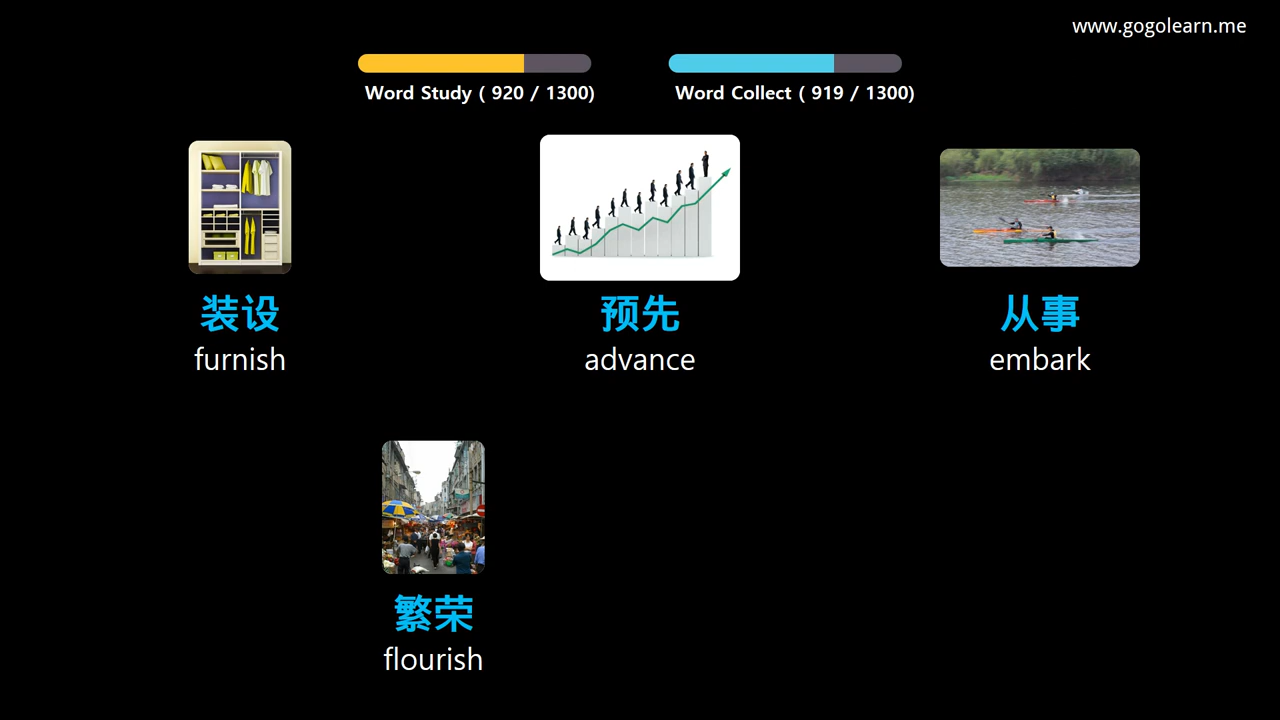 www.gogolearn.me
Word Study ( 920 / 1300)
Word Collect ( 919 / 1300)
装设
furnish
预先
advance
从事
embark
繁荣
flourish